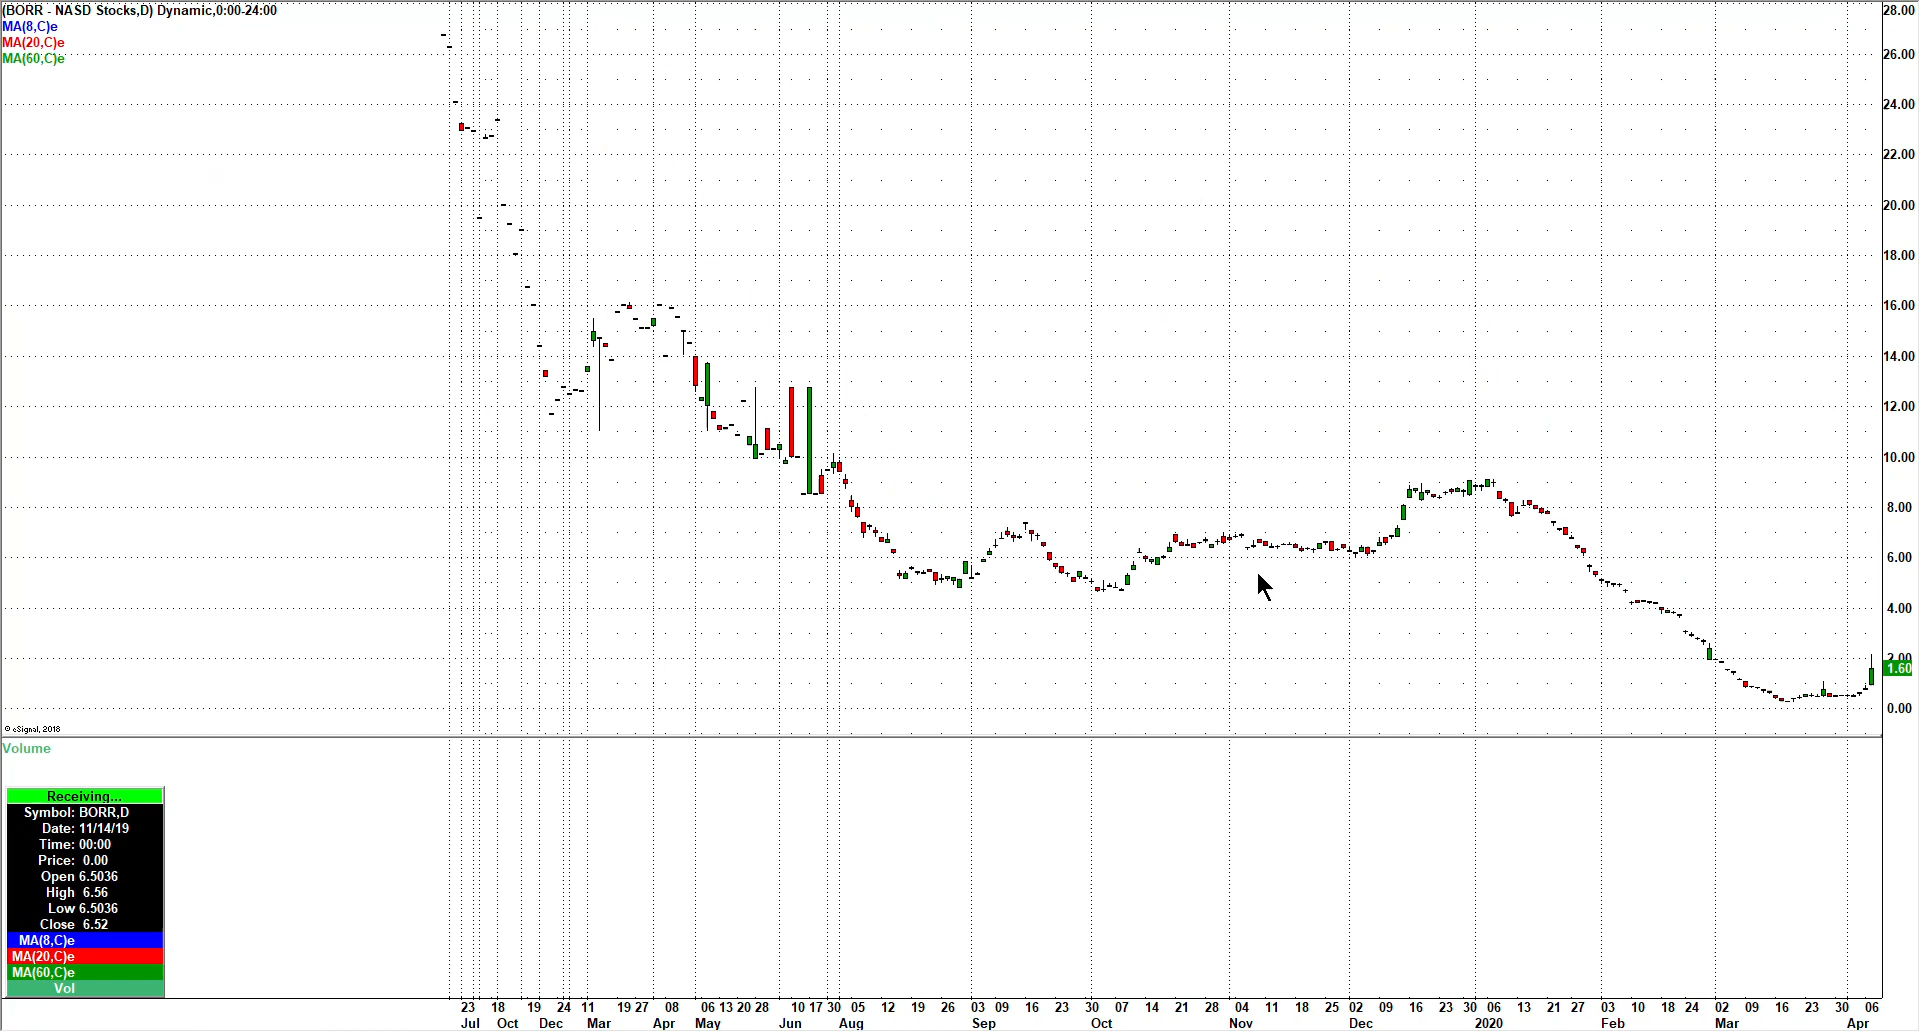 (BORR - NASD Stocks,D) Dynamic,0:00-24:00
MA(8,C)e
MA(20,C)e
MA(60,C)e
28.00
26.00
24.00
22.00
20.00
18.00
16.00
14.00
12.00
10.00
8.00
6.00
4.00
2.00
1.60
0.00
© eSignal, 2018
Volume
Receiving...
Symbol: BORR,D
Date: 11/14/19
Time: 00:00
Price: 0.00
Open 6.5036
High 6.56
Low 6.5036
Close 6.52
MA(8,C)e
MA(20,C)e
MA(60,C)e
Vol
23 18 19 24 11 19 27 08 06 13 20 28 10 17 30 05 12 19 26 03 09 16 23 30 07 14 21 28 04 11 18 25 02 09 16 23 30 06 13 21 27 03 10 18 24 02 09 16 23 30 06
Jul Oct Dec Mar Apr May Jun Aug Sep Oct Nov Dec 2020 Feb Mar Apr